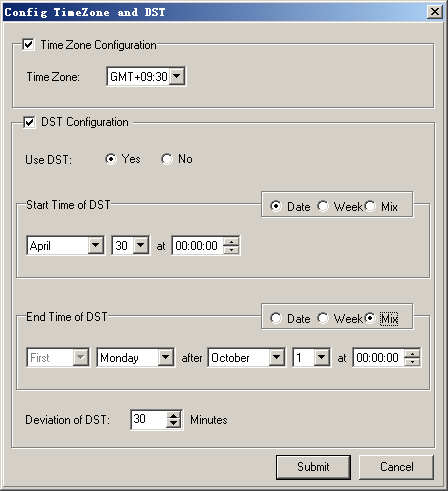 Config TimeZone and DST
Time Zone Configuration
Time Zone: GMT+09:30
DST Configuration
Use DST: Yes No
Start Time of DST Date Week Mix
April 30 at 00:00:00
End Time of DST Date Week Mix
First Monday after October 1 at 00:00:00
Deviation of DST: 30 Minutes
Submit Cancel